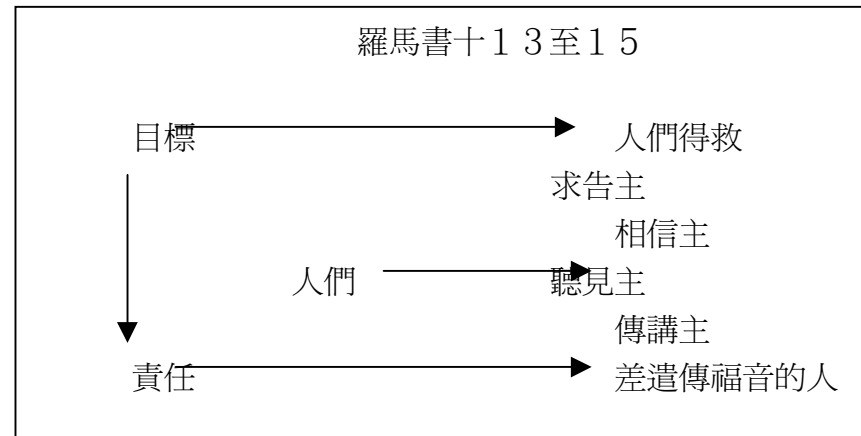 羅馬書十１３至１５
目標 人們得救
求告主
相信主
人們 聽見主
傳講主
責任 差遣傳福音的人